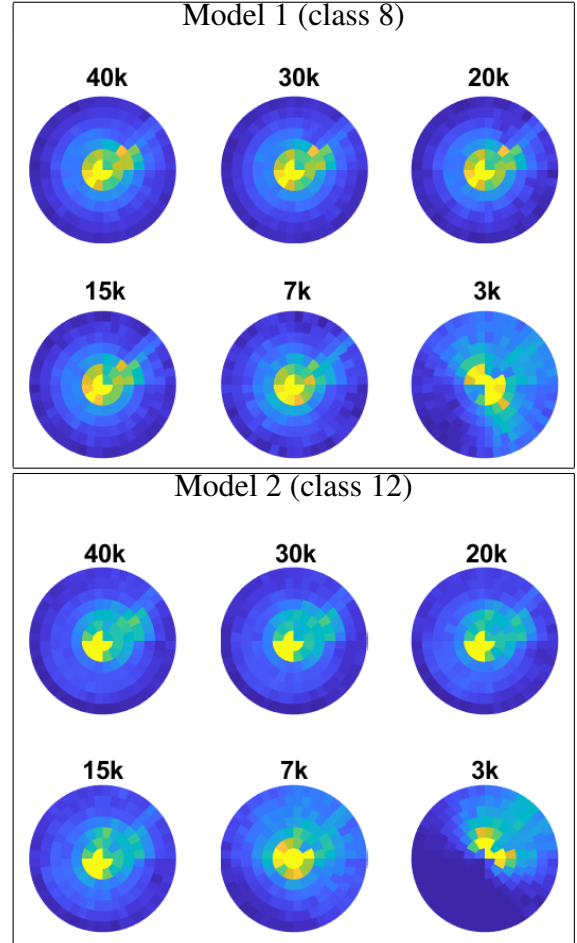 Model 1 (class 8)
40k 30k 20k
15k 7k 3k
Model 2 (class 12)
40k 30k 20k
15k 7k 3k